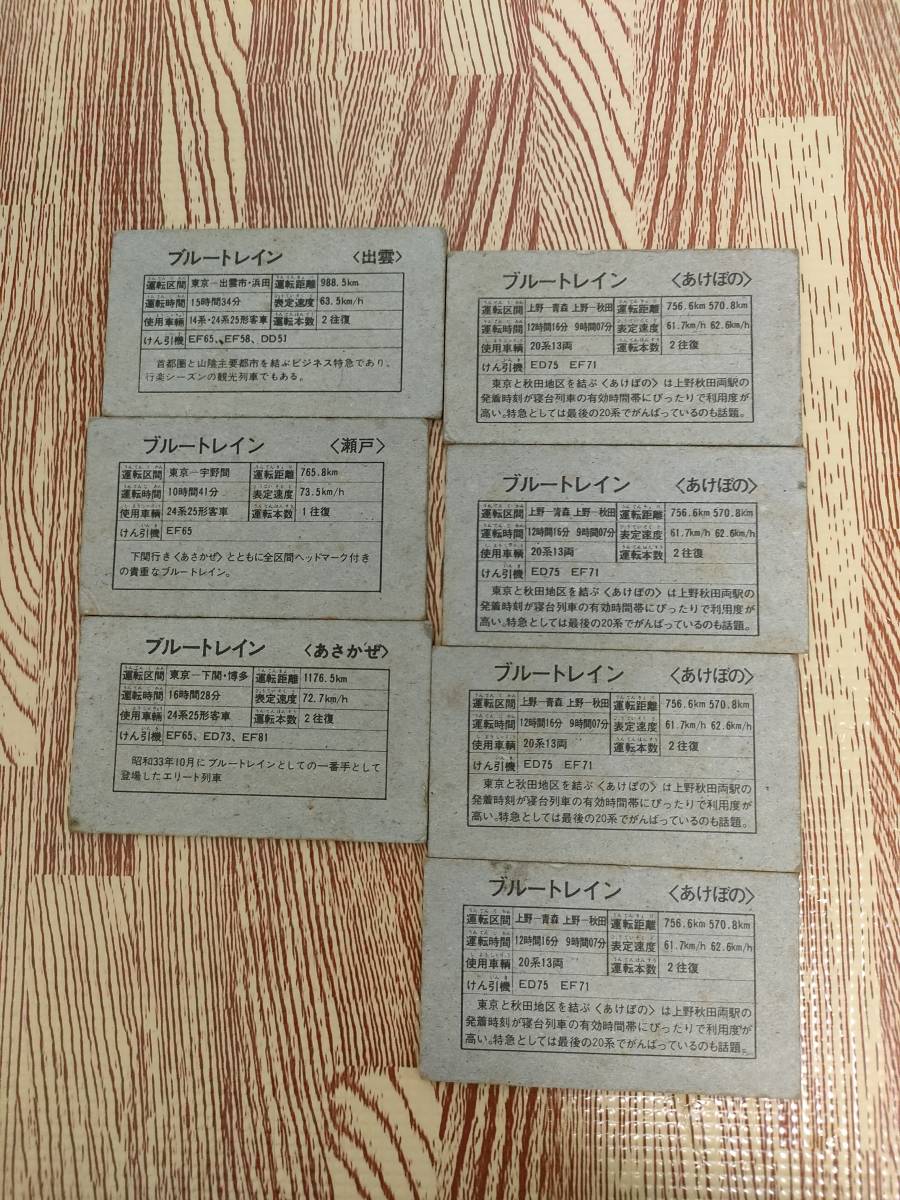 ブルートレイン 〈出雲〉
運転区間 東京－出雲市・浜田 運転距離 988.5km
運転時間 15時間34分 表定速度 63.5km/h
使用車輌 14系・24系25形客車 運転本数 2往復
けん引機 EF65、EF58、DD51
首都圏と山陰主要都市を結ぶビジネス特急であり、
行楽シーズンの観光列車でもある。
ブルートレイン 〈瀬戸〉
運転区間 東京－宇野間 運転距離 765.8km
運転時間 10時間41分 表定速度 73.5km/h
使用車輌 24系25形客車 運転本数 1往復
けん引機 EF65
下関行き〈あさかぜ〉とともに全区間ヘッドマーク付き
の貴重なブルートレイン。
ブルートレイン 〈あさかぜ〉
運転区間 東京－下関・博多 運転距離 1176.5km
運転時間 16時間28分 表定速度 72.7km/h
使用車輌 24系25形客車 運転本数 2往復
けん引機 EF65、ED73、EF81
昭和33年10月にブルートレインとしての一番手として
登場したエリート列車
ブルートレイン 〈あけぼの〉
運転区間 上野－青森 上野－秋田 運転距離 756.6km 570.8km
運転時間 12時間16分 9時間07分 表定速度 61.7km/h 62.6km/h
使用車輌 20系13両 運転本数 2往復
けん引機 ED75 EF71
東京と秋田地区を結ぶ〈あけぼの〉は上野秋田両駅の
発着時刻が寝台列車の有効時間帯にぴったりで利用度が
高い。特急としては最後の20系でがんばっているのも話題。
ブルートレイン 〈あけぼの〉
運転区間 上野－青森 上野－秋田 運転距離 756.6km 570.8km
運転時間 12時間16分 9時間07分 表定速度 61.7km/h 62.6km/h
使用車輌 20系13両 運転本数 2往復
けん引機 ED75 EF71
東京と秋田地区を結ぶ〈あけぼの〉は上野秋田両駅の
発着時刻が寝台列車の有効時間帯にぴったりで利用度が
高い。特急としては最後の20系でがんばっているのも話題。
ブルートレイン 〈あけぼの〉
運転区間 上野－青森 上野－秋田 運転距離 756.6km 570.8km
運転時間 12時間16分 9時間07分 表定速度 61.7km/h 62.6km/h
使用車輌 20系13両 運転本数 2往復
けん引機 ED75 EF71
東京と秋田地区を結ぶ〈あけぼの〉は上野秋田両駅の
発着時刻が寝台列車の有効時間帯にぴったりで利用度が
高い。特急としては最後の20系でがんばっているのも話題。
ブルートレイン 〈あけぼの〉
運転区間 上野－青森 上野－秋田 運転距離 756.6km 570.8km
運転時間 12時間16分 9時間07分 表定速度 61.7km/h 62.6km/h
使用車輌 20系13両 運転本数 2往復
けん引機 ED75 EF71
東京と秋田地区を結ぶ〈あけぼの〉は上野秋田両駅の
発着時刻が寝台列車の有効時間帯にぴったりで利用度が
高い。特急としては最後の20系でがんばっているのも話題。